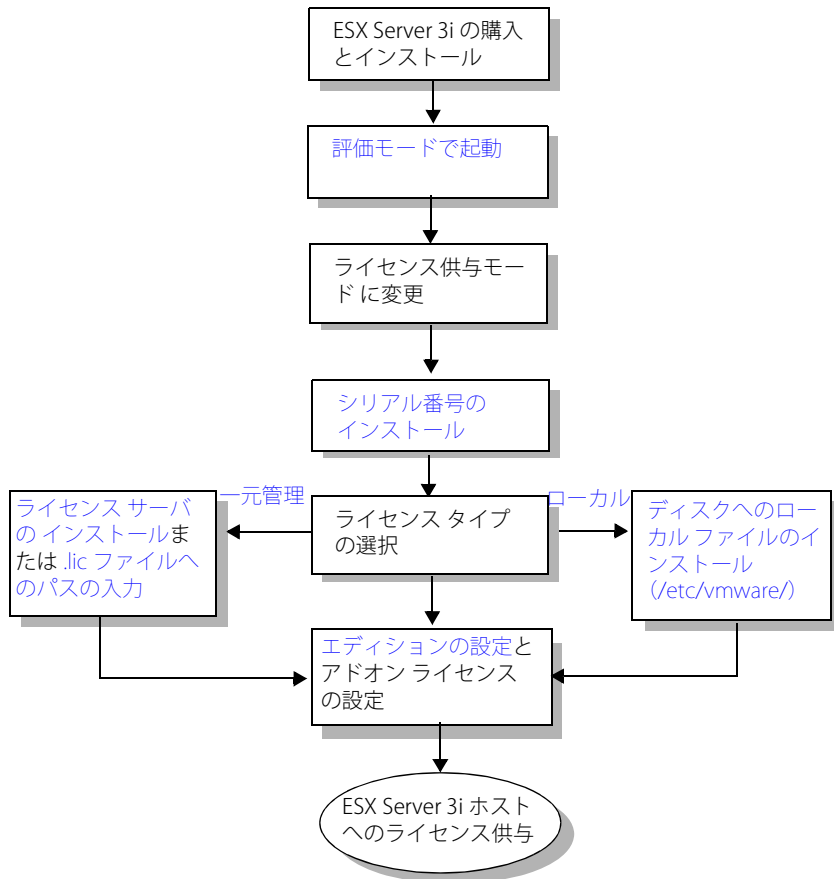 ESX Server 3i の購入
とインストール
評価モードで起動
ライセンス供与モー
ド に変更
シリアル番号の
インストール
一元管理
ローカル
ライセンス サーバ
の インストールま
たは .lic ファイルへ
のパスの入力
ライセンス タイプ
の選択
ディスクへのロー
カル ファイルのイ
ンストール
（/etc/vmware/）
エディションの設定と
アドオン ライセンス
の設定
ESX Server 3i ホスト
へのライセンス供与